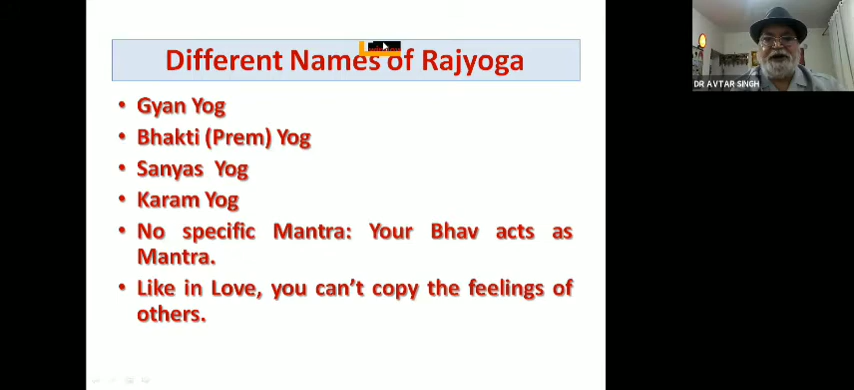 Different Names of Rajyoga
DR AVTAR SINGH
• Gyan Yog
• Bhakti (Prem) Yog
• Sanyas Yog
• Karam Yog
• No specific Mantra: Your Bhav acts as
Mantra.
• Like in Love, you can't copy the feelings of
others.